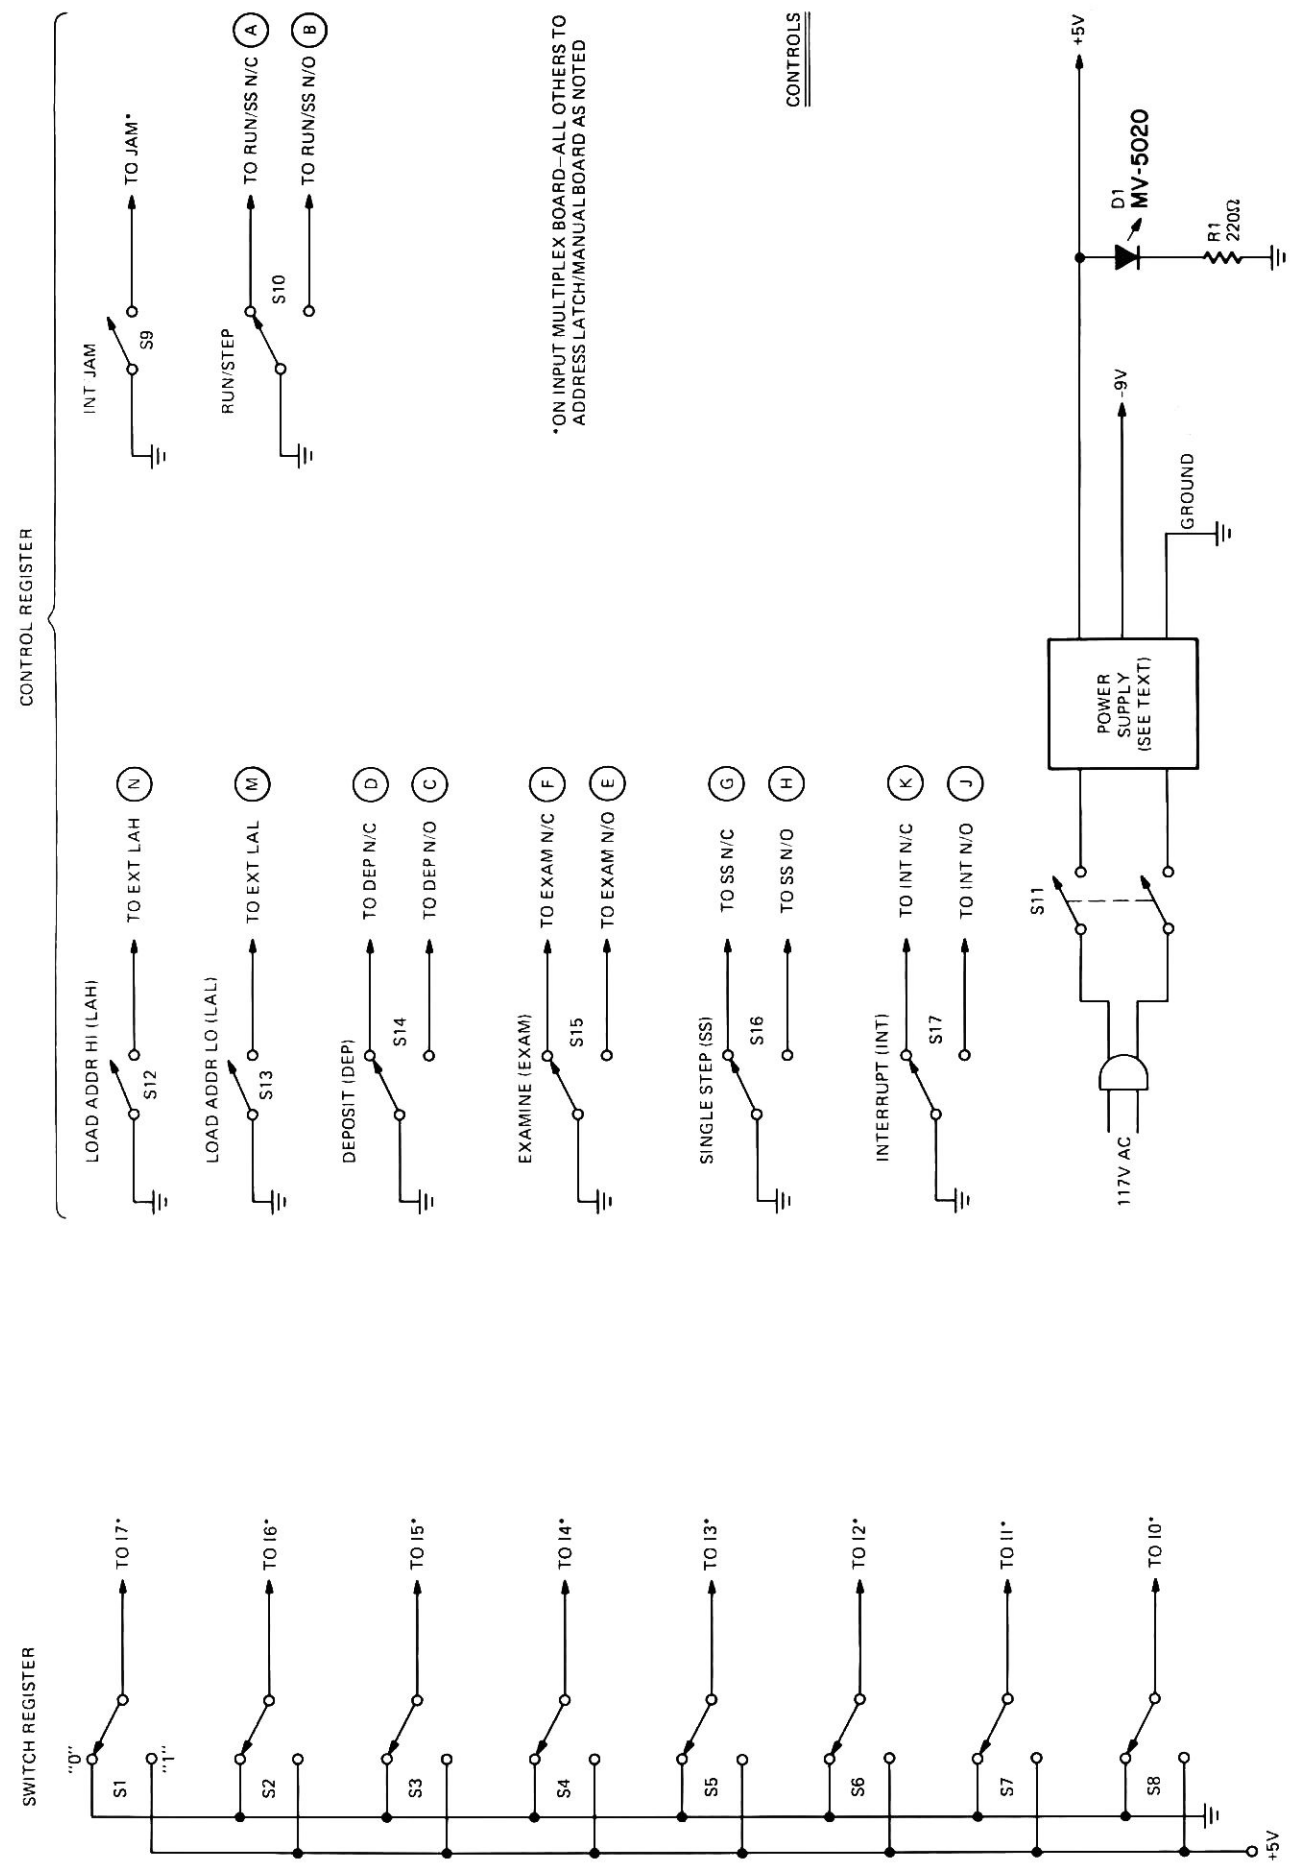 SWITCH REGISTER
"0"
S1
"1"
TO I7*
S2
TO I6*
S3
TO I5*
S4
TO I4*
S5
TO I3*
S6
TO I2*
S7
TO I1*
S8
TO I0*
+5V
CONTROL REGISTER
LOAD ADDR HI (LAH)
S12
TO EXT LAH
N
LOAD ADDR LO (LAL)
S13
TO EXT LAL
M
DEPOSIT (DEP)
S14
TO DEP N/C
D
TO DEP N/O
C
EXAMINE (EXAM)
S15
TO EXAM N/C
F
TO EXAM N/O
E
SINGLE STEP (SS)
S16
TO SS N/C
G
TO SS N/O
H
INTERRUPT (INT)
S17
TO INT N/C
K
TO INT N/O
J
INT JAM
S9
TO JAM*
RUN/STEP
S10
TO RUN/SS N/C
A
TO RUN/SS N/O
B
*ON INPUT MULTIPLEX BOARD–ALL OTHERS TO
ADDRESS LATCH/MANUAL BOARD AS NOTED
CONTROLS
117V AC
S11
POWER
SUPPLY
(SEE TEXT)
GROUND
-9V
+5V
D1
MV-5020
R1
220Ω